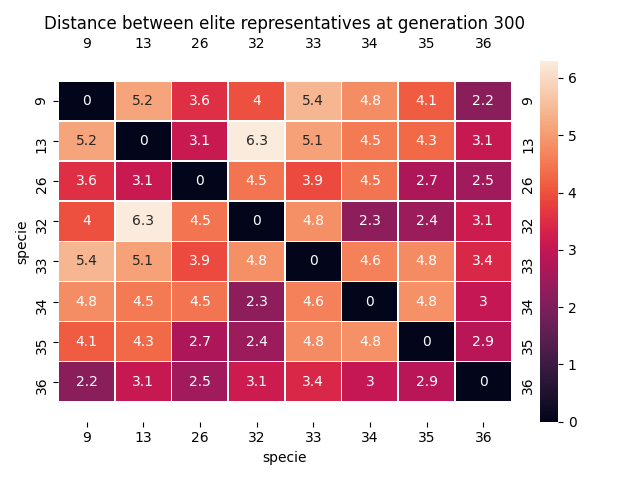 Distance between elite representatives at generation 300
9 13 26 32 33 34 35 36
9 0 5.2 3.6 4 5.4 4.8 4.1 2.2 9
13 5.2 0 3.1 6.3 5.1 4.5 4.3 3.1 13
26 3.6 3.1 0 4.5 3.9 4.5 2.7 2.5 26
32 4 6.3 4.5 0 4.8 2.3 2.4 3.1 32
33 5.4 5.1 3.9 4.8 0 4.6 4.8 3.4 33
34 4.8 4.5 4.5 2.3 4.6 0 4.8 3 34
35 4.1 4.3 2.7 2.4 4.8 4.8 0 2.9 35
36 2.2 3.1 2.5 3.1 3.4 3 2.9 0 36
9 13 26 32 33 34 35 36
specie
specie
6
5
4
3
2
1
0